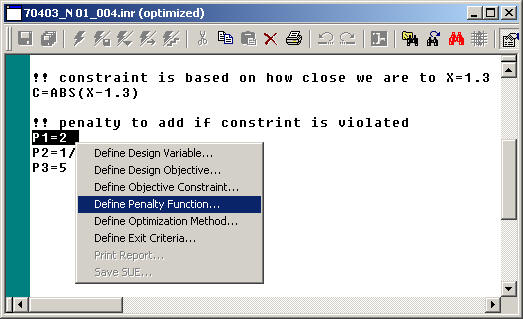 70403_N 01_004.inr (optimized)
!! constraint is based on how close we are to X=1.3
C=ABS(X-1.3)
!! penalty to add if constrint is violated
P1=2
P2=1/
P3=5
Define Design Variable...
Define Design Objective...
Define Objective Constraint...
Define Penalty Function...
Define Optimization Method...
Define Exit Criteria...
Print Report...
Save SUE...